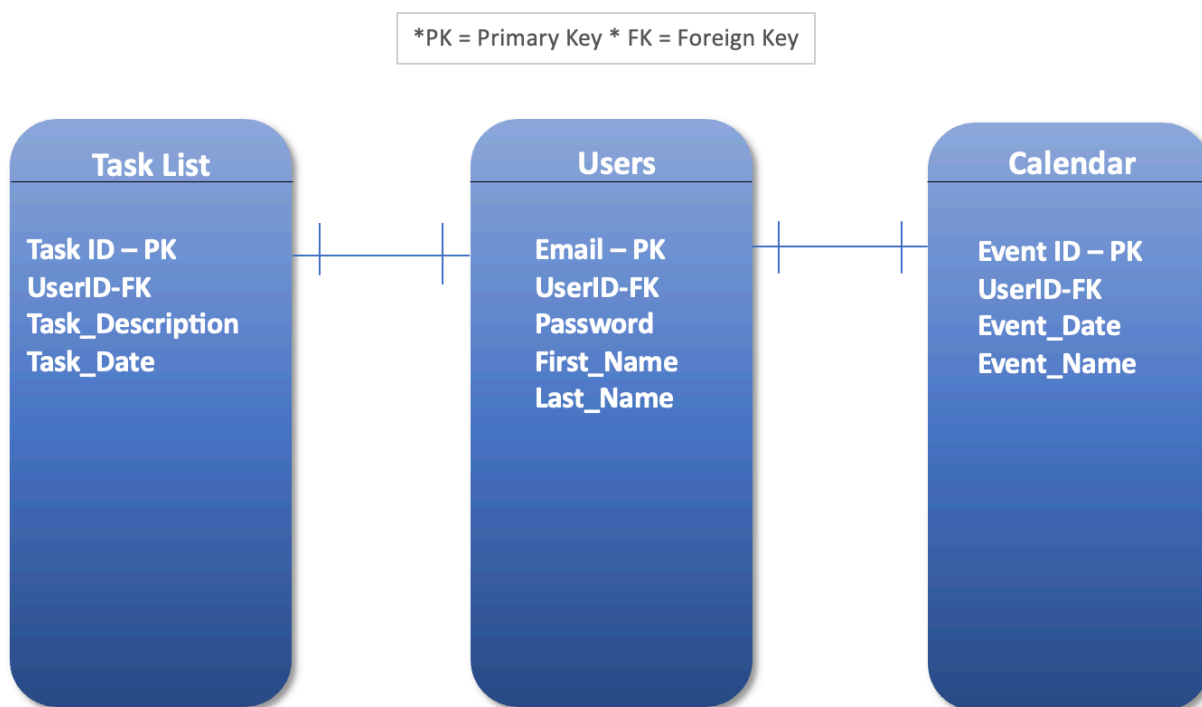 *PK = Primary Key * FK = Foreign Key
Task List
Task ID – PK
UserID-FK
Task_Description
Task_Date
Users
Email – PK
UserID-FK
Password
First_Name
Last_Name
Calendar
Event ID – PK
UserID-FK
Event_Date
Event_Name